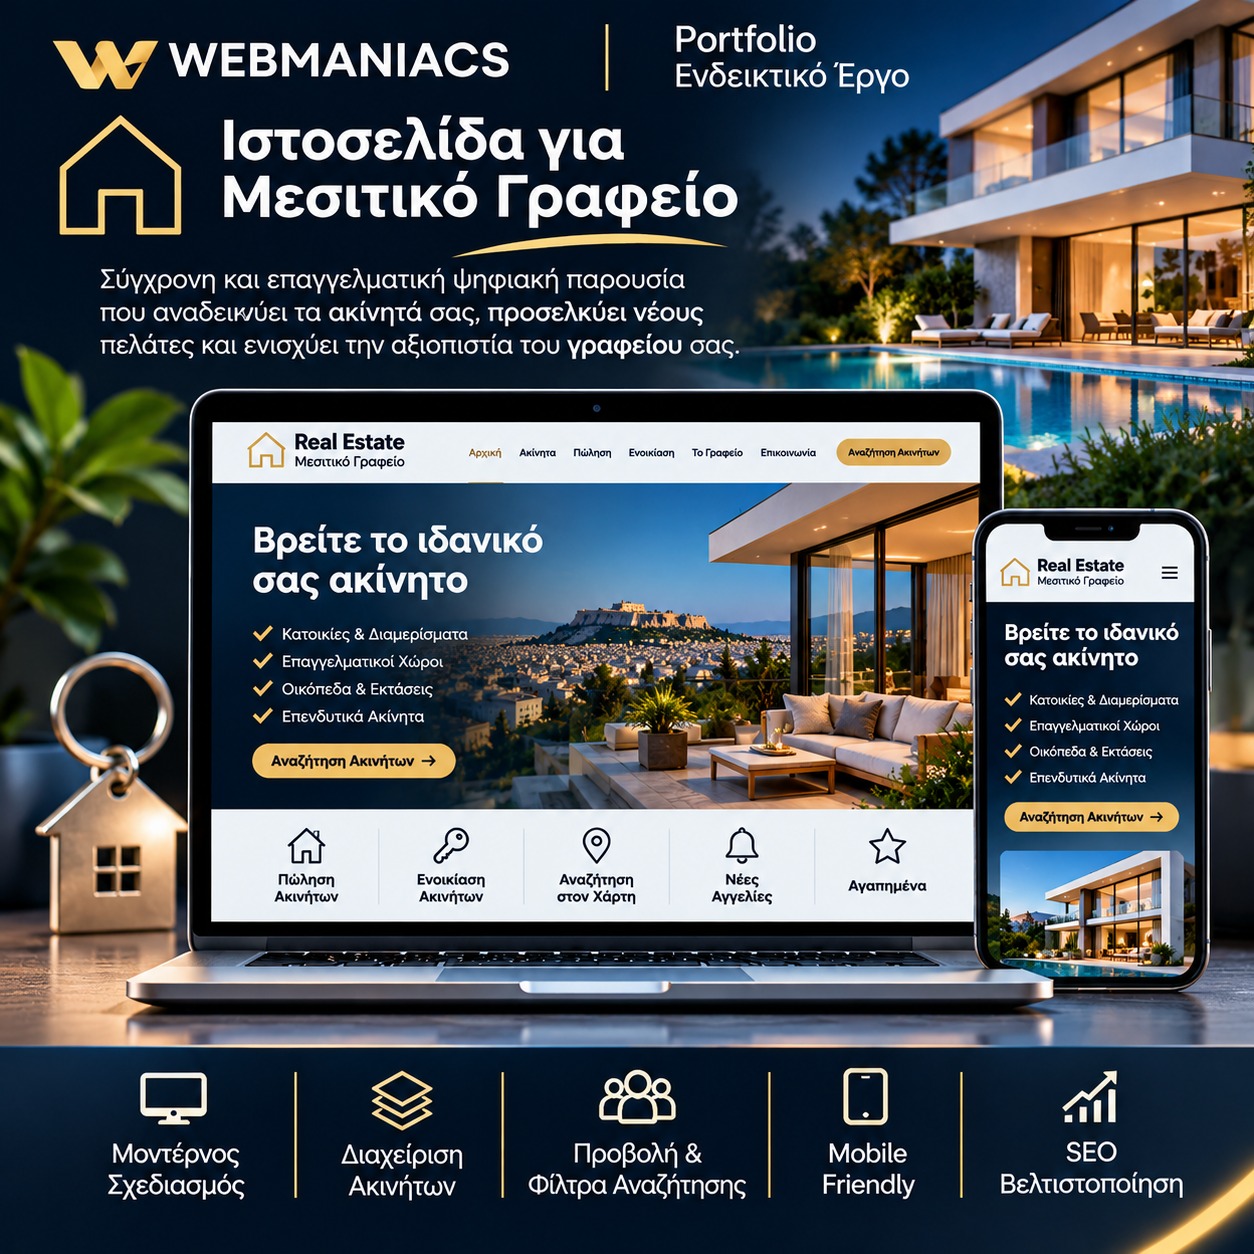 WEBMANIACS
Portfolio
Ενδεικτικό Έργο
Ιστοσελίδα για
Μεσιτικό Γραφείο
Σύγχρονη και επαγγελματική ψηφιακή παρουσία
που αναδεικνύει τα ακίνητά σας, προσελκύει νέους
πελάτες και ενισχύει την αξιοπιστία του γραφείου σας.
Real Estate
Μεσιτικό Γραφείο
Αρχική Ακίνητα Πώληση Ενοικίαση Το Γραφείο Επικοινωνία Αναζήτηση Ακινήτων
Βρείτε το ιδανικό
σας ακίνητο
Κατοικίες & Διαμερίσματα
Επαγγελματικοί Χώροι
Οικόπεδα & Εκτάσεις
Επενδυτικά Ακίνητα
Αναζήτηση Ακινήτων →
Πώληση
Ακινήτων
Ενοικίαση
Ακινήτων
Αναζήτηση
στον Χάρτη
Νέες
Αγγελίες
Αγαπημένα
Real Estate
Μεσιτικό Γραφείο
Βρείτε το ιδανικό
σας ακίνητο
Κατοικίες & Διαμερίσματα
Επαγγελματικοί Χώροι
Οικόπεδα & Εκτάσεις
Επενδυτικά Ακίνητα
Αναζήτηση Ακινήτων →
Μοντέρνος
Σχεδιασμός
Διαχείριση
Ακινήτων
Προβολή &
Φίλτρα Αναζήτησης
Mobile
Friendly
SEO
Βελτιστοποίηση